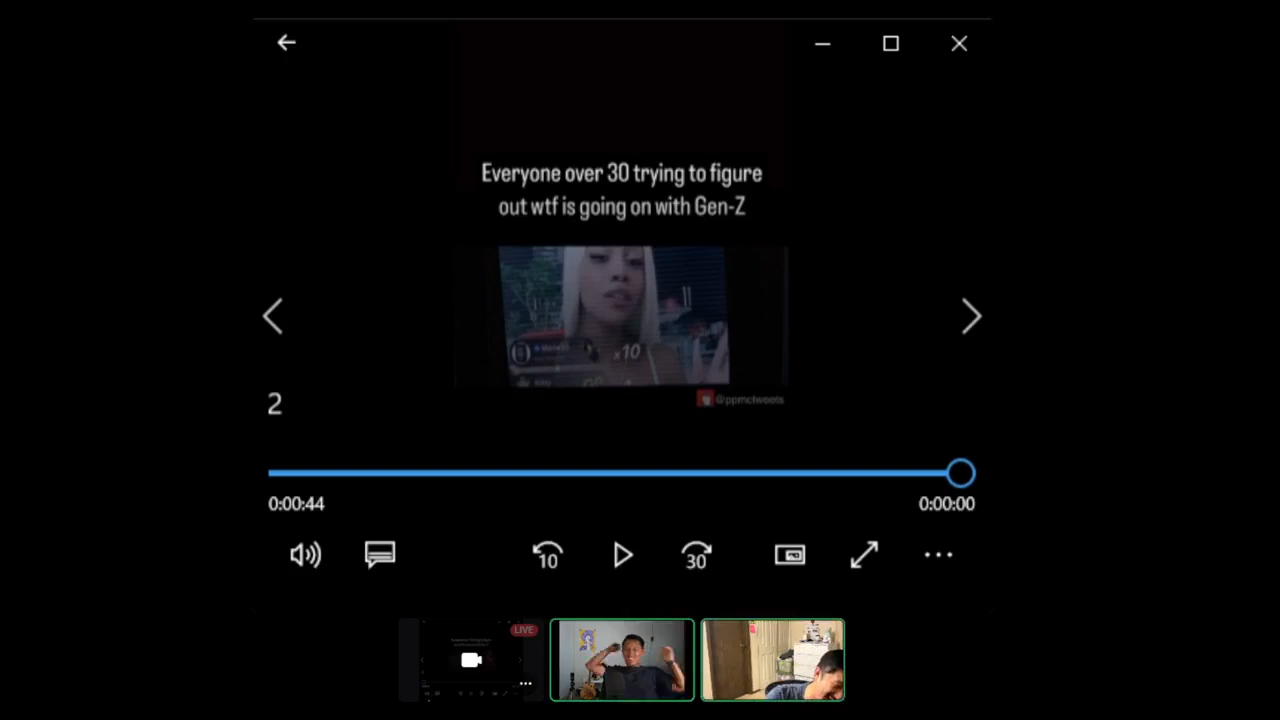 Everyone over 30 trying to figure
out wtf is going on with Gen-Z
x10
@ppmctweets
2
0:00:44
0:00:00
10
30
LIVE